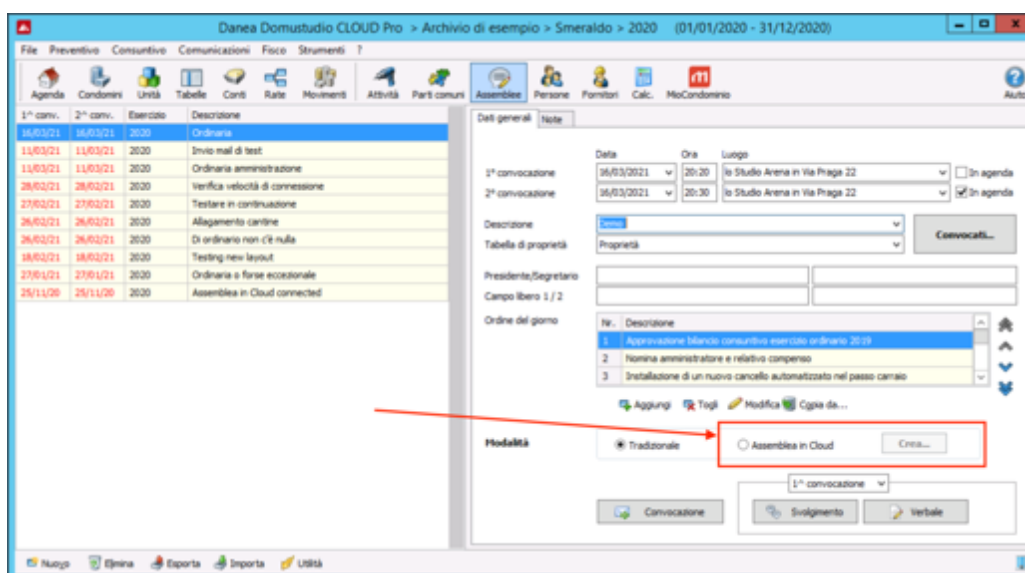 Danea Domustudio CLOUD Pro > Archivio di esempio > Smeraldo > 2020 (01/01/2020 - 31/12/2020)
File Preventivo Consuntivo Comunicazioni Fisco Strumenti ?
Agenda Condomini Unità Tabelle Conti Rate Movimenti Attività Parti comuni Assemblee Persone Fornitori Calc. MioCondominio Aiuto
1^ conv. 2^ conv. Esercizio Descrizione
16/03/21 16/03/21 2020 Ordinaria
11/03/21 11/03/21 2020 Invio mail di test
11/03/21 11/03/21 2020 Ordinaria amministrazione
28/02/21 28/02/21 2020 Verifica velocità di connessione
27/02/21 27/02/21 2020 Testare in continuazione
26/02/21 26/02/21 2020 Allagamento cantine
26/02/21 26/02/21 2020 Di ordinario non c'è nulla
18/02/21 18/02/21 2020 Testing new layout
27/01/21 27/01/21 2020 Ordinaria o forse eccezionale
25/11/20 25/11/20 2020 Assemblea in Cloud connected
Dati generali Note
Data Ora Luogo
1° convocazione 16/03/2021 20:20 lo Studio Arena in Via Praga 22 In agenda
2° convocazione 16/03/2021 20:30 lo Studio Arena in Via Praga 22 In agenda
Descrizione Demo
Convocati...
Tabella di proprietà Proprietà
Presidente/Segretario
Campo libero 1 / 2
Ordine del giorno
Nr. Descrizione
1 Approvazione bilancio consuntivo esercizio ordinario 2019
2 Nomina amministratore e relativo compenso
3 Installazione di un nuovo cancello automatizzato nel passo carraio
Aggiungi Togli Modifica Copia da...
Modalità Tradizionale Assemblea in Cloud Crea...
1^ convocazione
Convocazione Svolgimento Verbale
Nuovo Elimina Esporta Importa Utilità